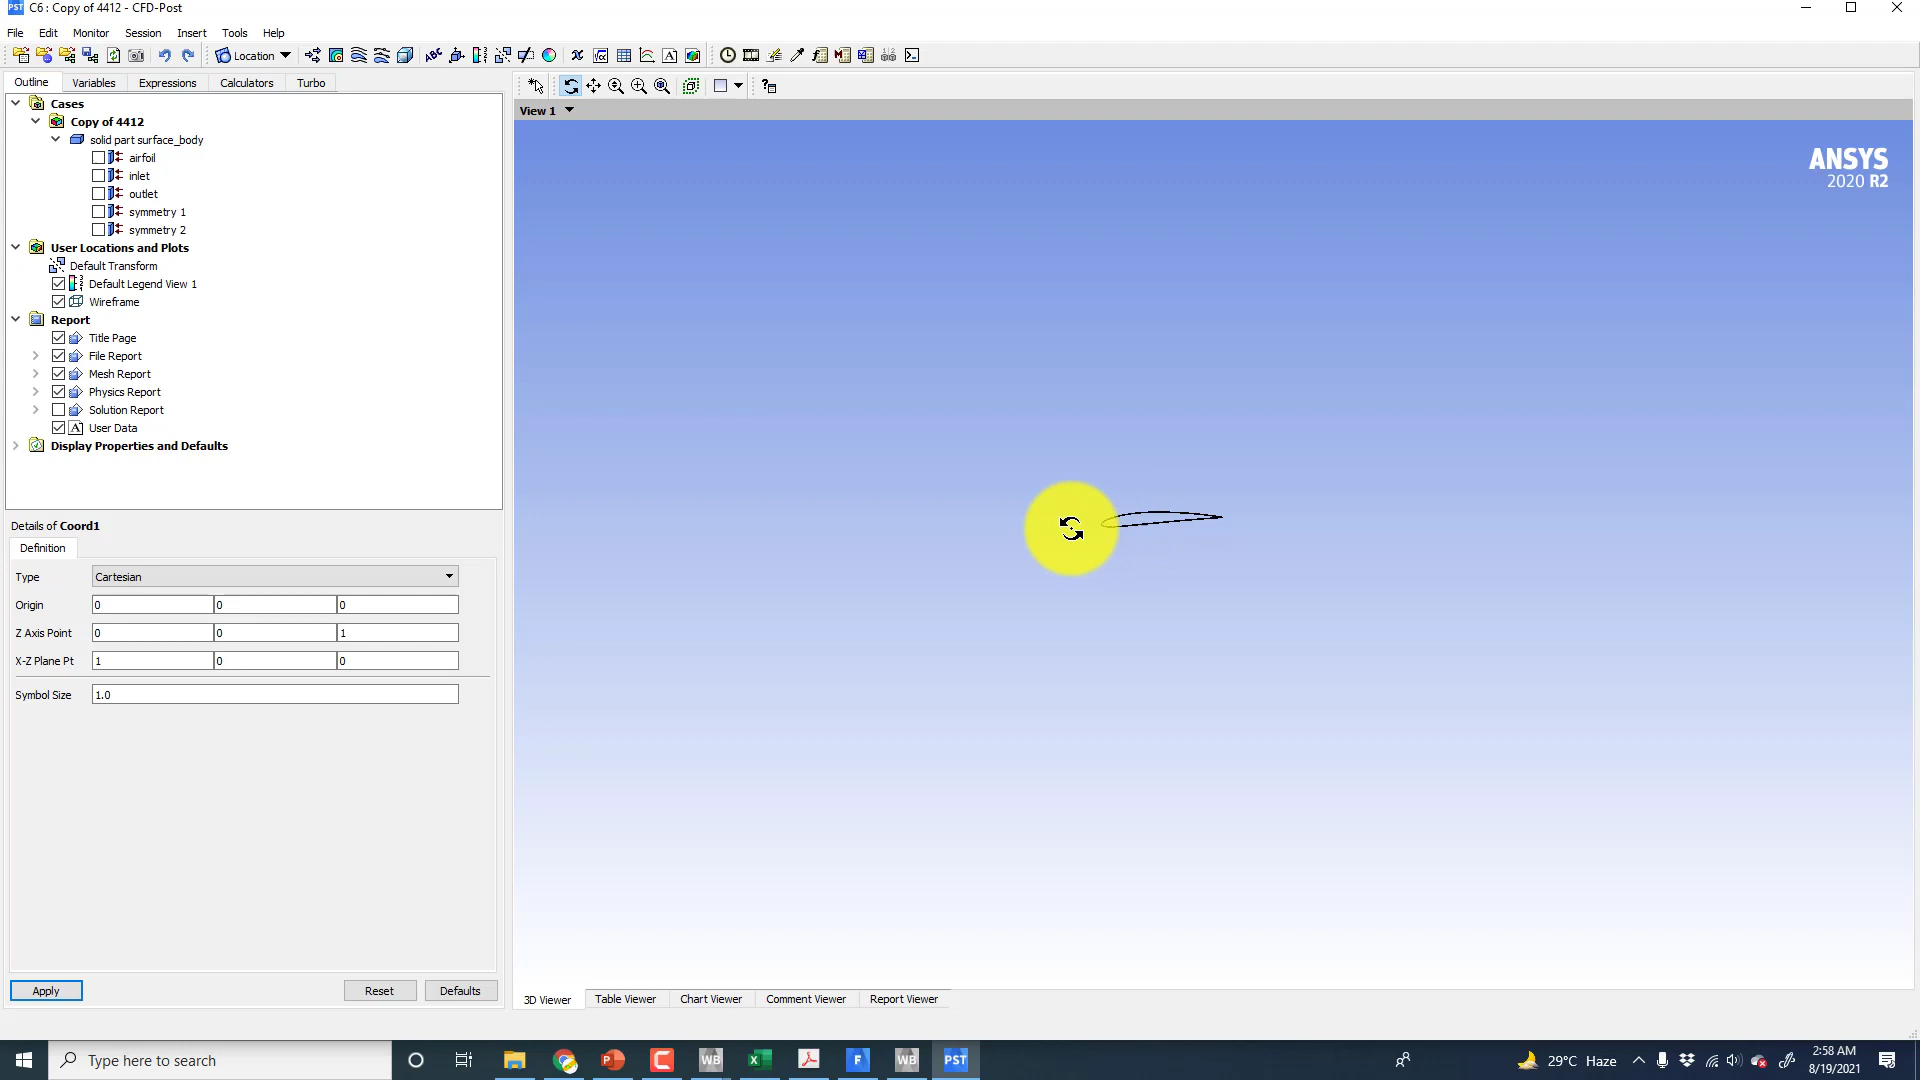 PST C6 : Copy of 4412 - CFD-Post
File Edit Monitor Session Insert Tools Help
Location
Outline Variables Expressions Calculators Turbo
Cases
Copy of 4412
solid part surface_body
airfoil
inlet
outlet
symmetry 1
symmetry 2
User Locations and Plots
Default Transform
Default Legend View 1
Wireframe
Report
Title Page
File Report
Mesh Report
Physics Report
Solution Report
A User Data
Display Properties and Defaults
Details of Coord1
Definition
Type Cartesian
Origin 0 0 0
Z Axis Point 0 0 1
X-Z Plane Pt 1 0 0
Symbol Size 1.0
Apply Reset Defaults
View 1
ANSYS
2020 R2
3D Viewer Table Viewer Chart Viewer Comment Viewer Report Viewer
Type here to search
WB F WB PST
29°C Haze
2:58 AM
8/19/2021